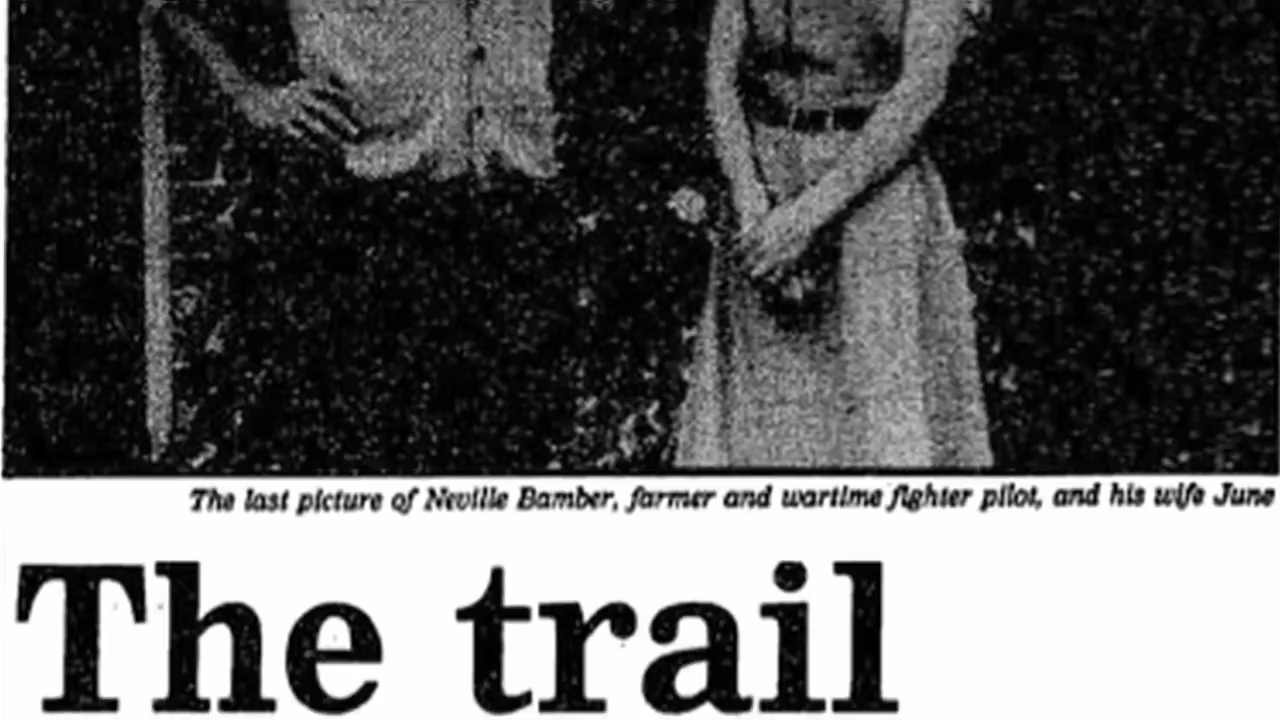 The last picture of Neville Bamber, farmer and wartime fighter pilot, and his wife June
The trail